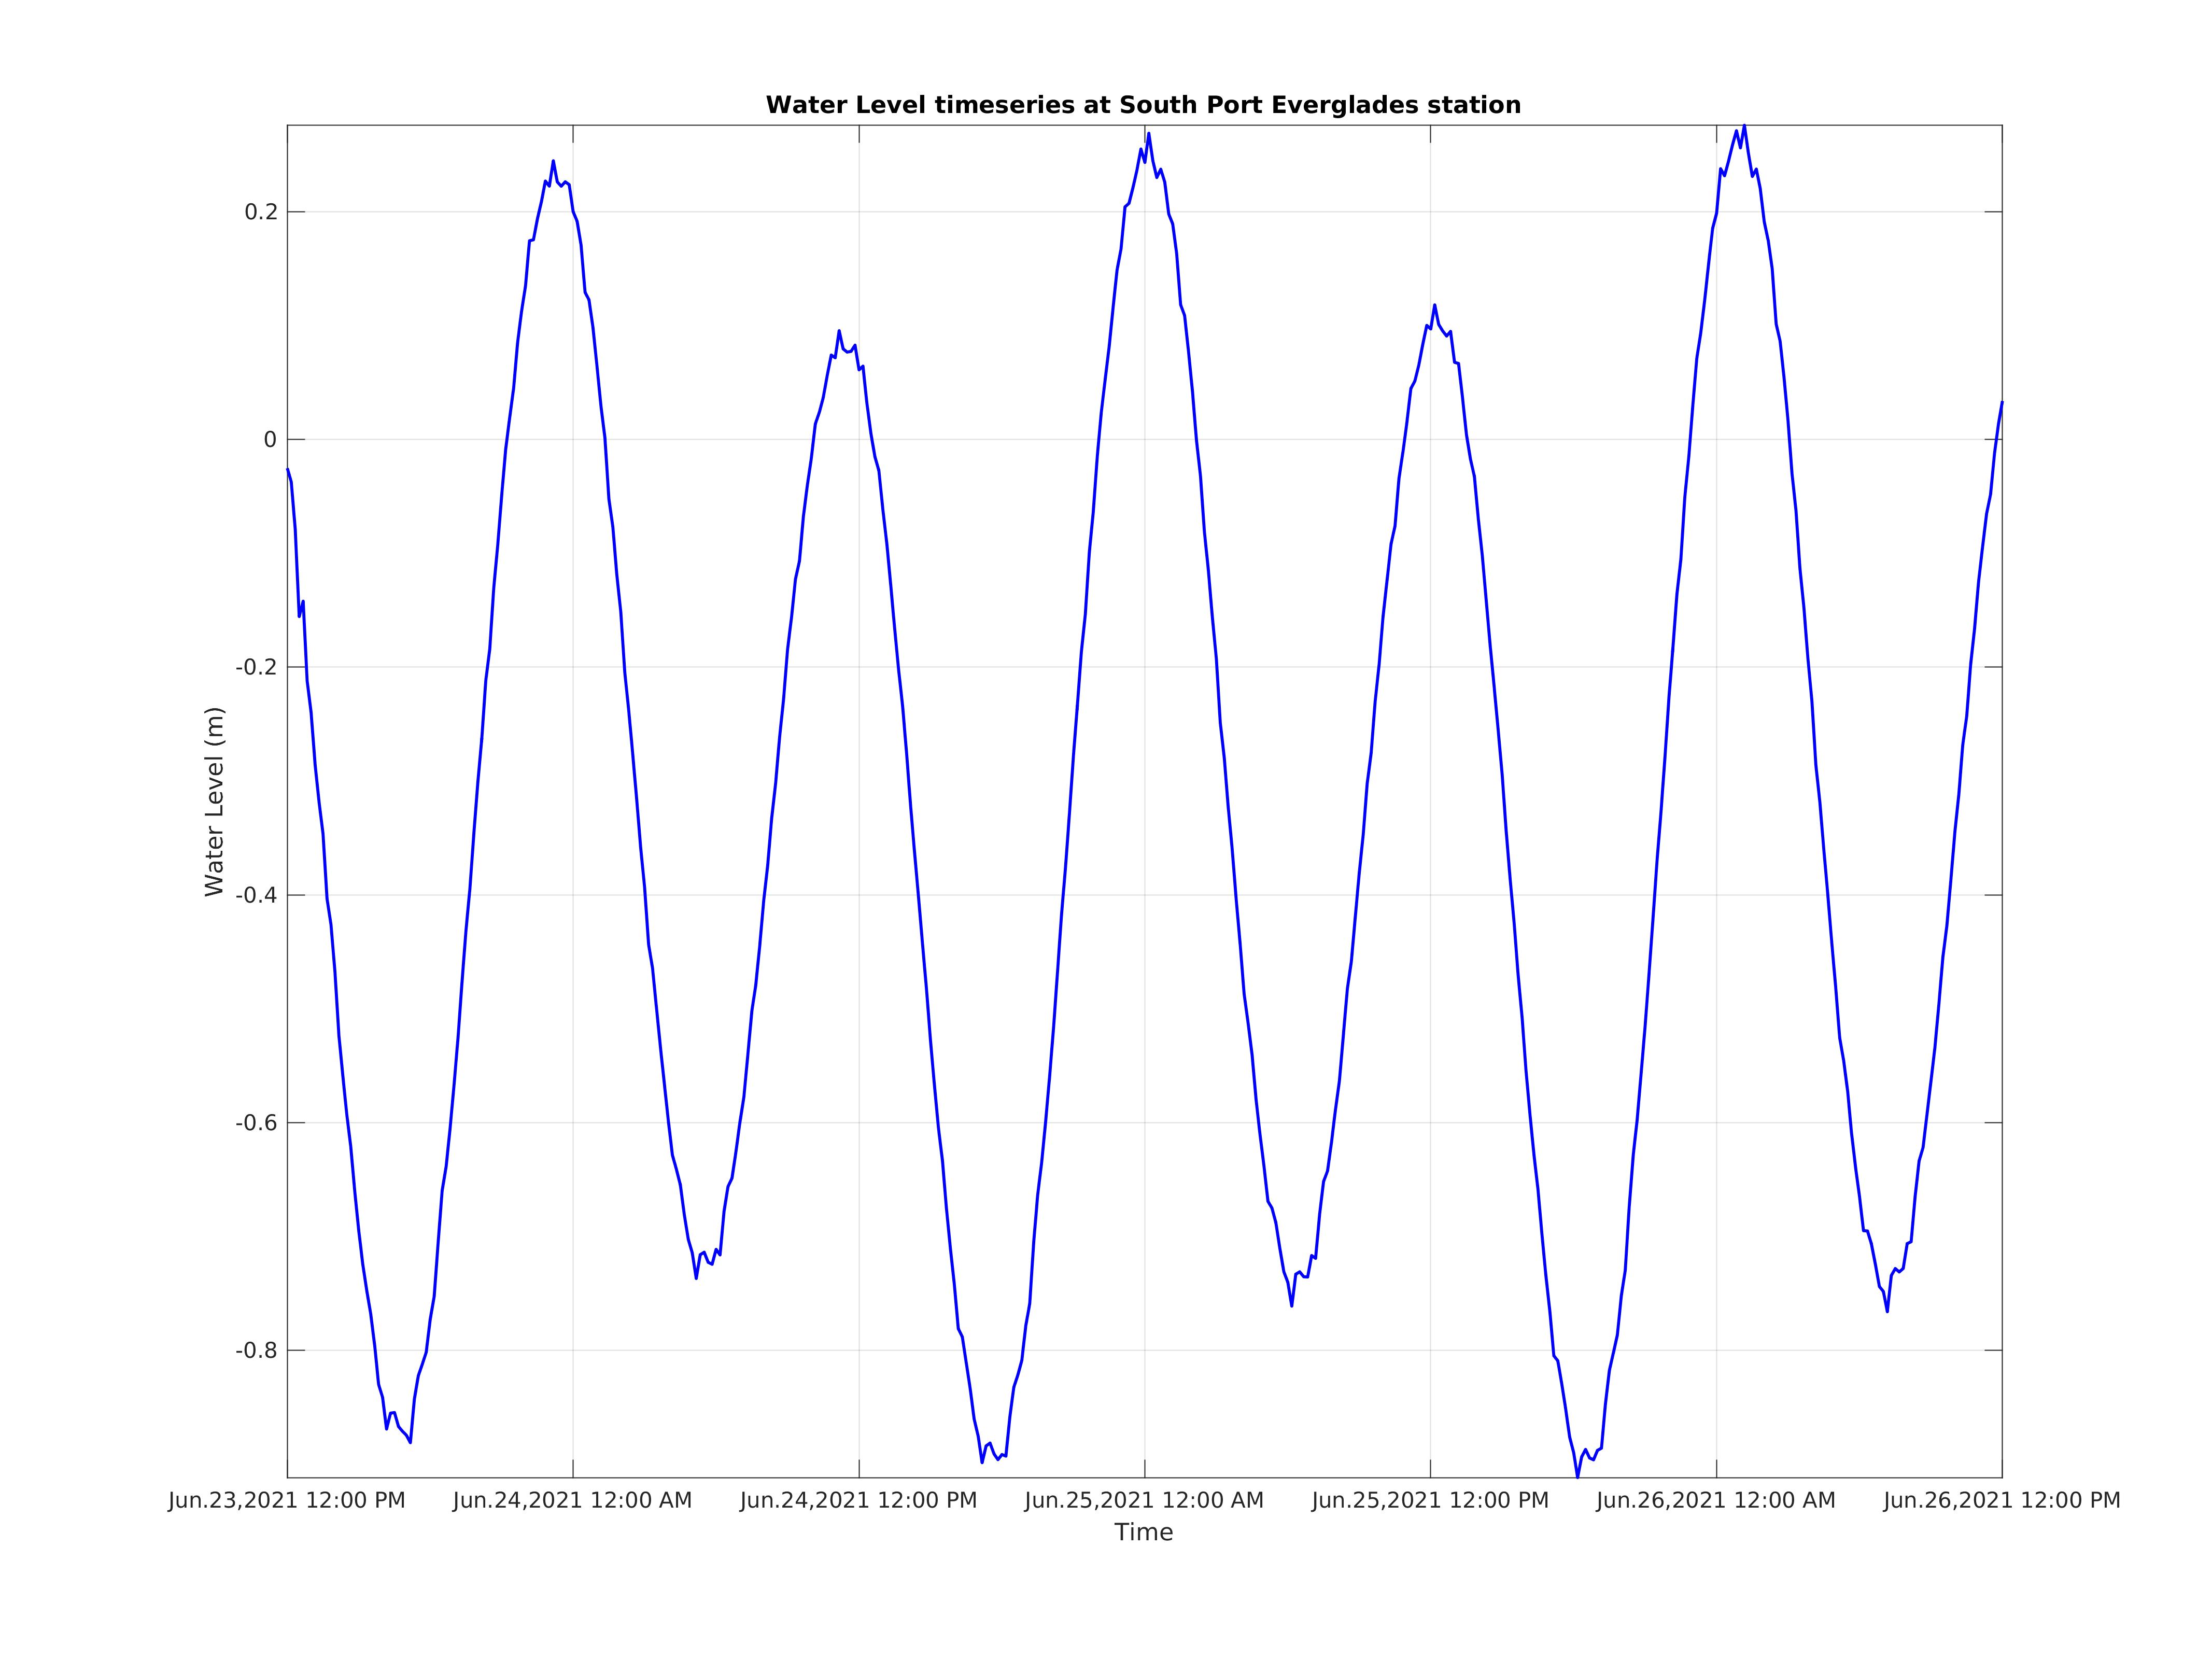 Water Level timeseries at South Port Everglades station
0.2
0
-0.2
-0.4
-0.6
-0.8
Water Level (m)
Jun.23,2021 12:00 PM Jun.24,2021 12:00 AM Jun.24,2021 12:00 PM Jun.25,2021 12:00 AM Jun.25,2021 12:00 PM Jun.26,2021 12:00 AM Jun.26,2021 12:00 PM
Time